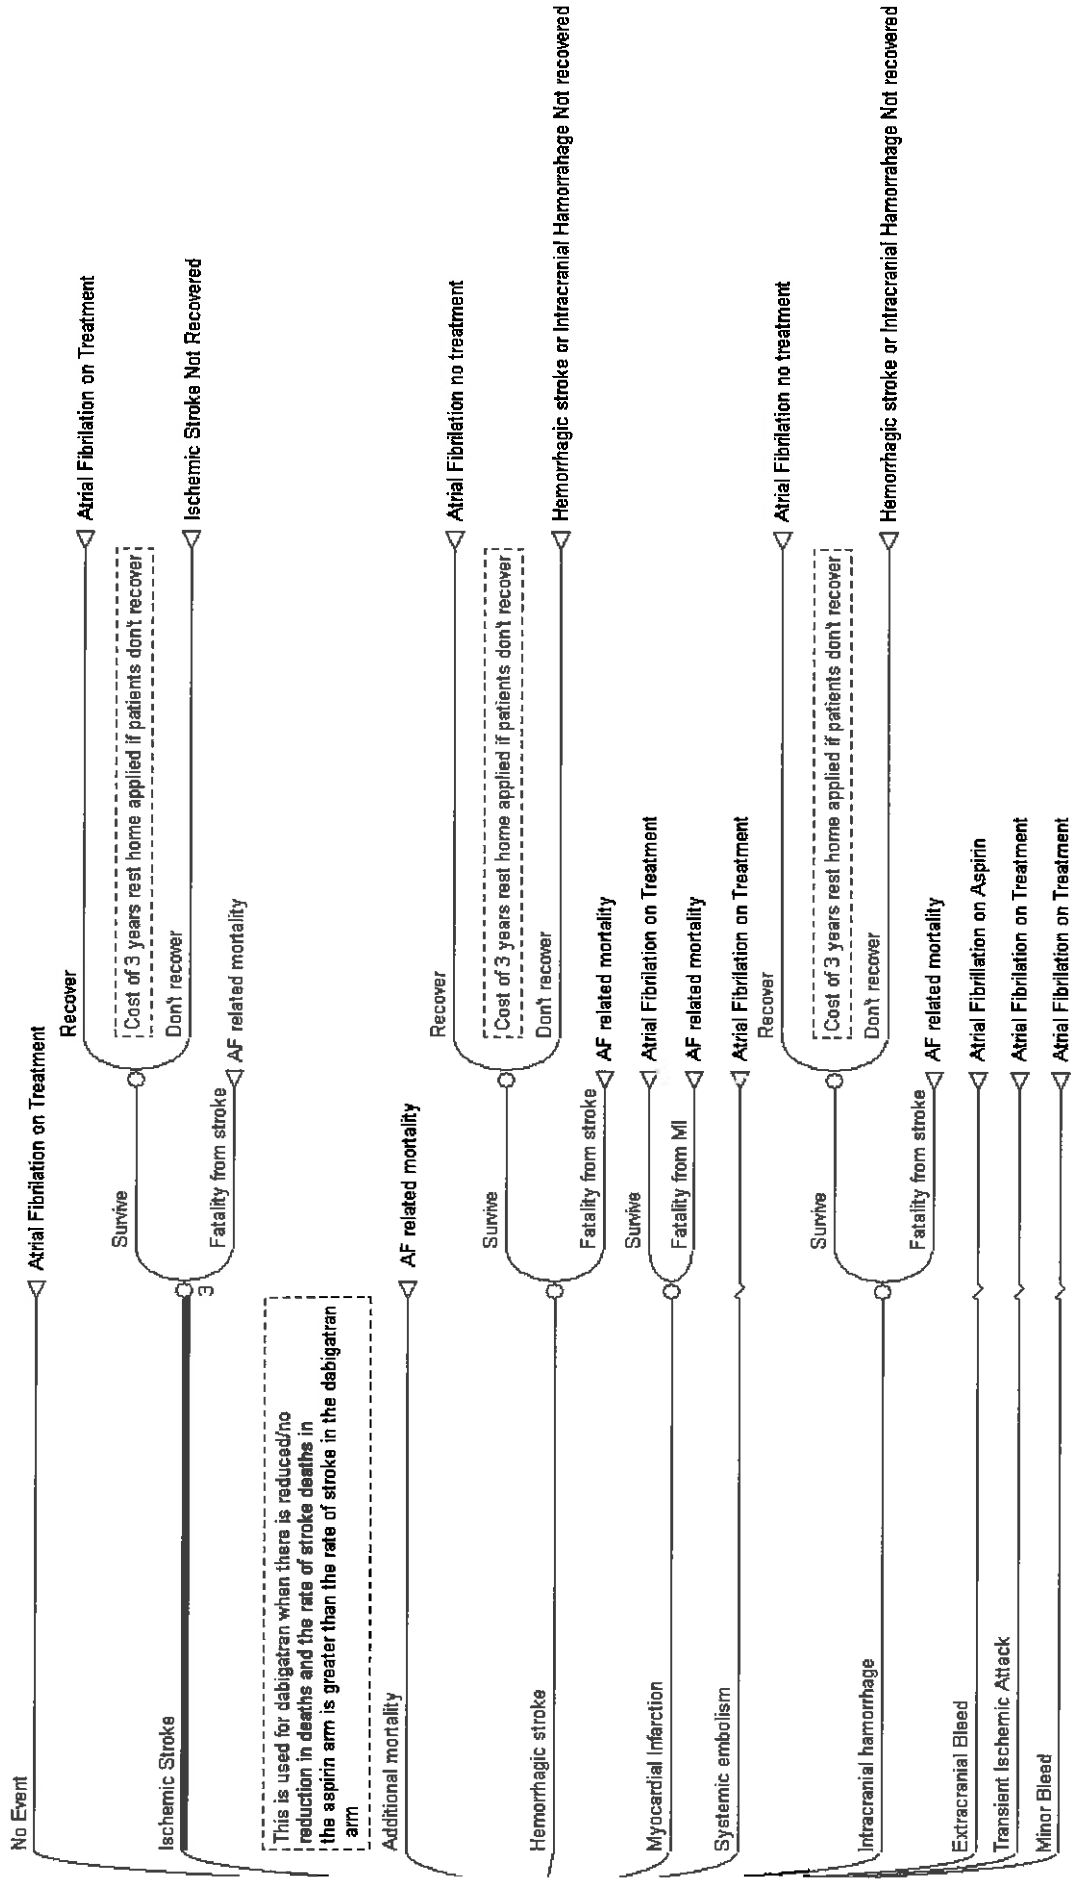 No Event
Atrial Fibrilation on Treatment
Ischemic Stroke
3
Survive
Recover
Atrial Fibrilation on Treatment
Cost of 3 years rest home applied if patients don't recover
Don't recover
Ischemic Stroke Not Recovered
Fatality from stroke
AF related mortality
This is used for dabigatran when there is reduced/no
reduction in deaths and the rate of stroke deaths in
the aspirin arm is greater than the rate of stroke in the dabigatran
arm
Additional mortality
AF related mortality
Hemorrhagic stroke
Survive
Recover
Atrial Fibrilation no treatment
Cost of 3 years rest home applied if patients don't recover
Don't recover
Hemorrhagic stroke or Intracranial Hamorrahage Not recovered
Fatality from stroke
AF related mortality
Myocardial Infarction
Survive
Atrial Fibrilation on Treatment
Fatality from MI
AF related mortality
Systemic embolism
Atrial Fibrilation on Treatment
Intracranial hamorrhage
Survive
Recover
Atrial Fibrilation no treatment
Cost of 3 years rest home applied if patients don't recover
Don't recover
Hemorrhagic stroke or Intracranial Hamorrahage Not recovered
Fatality from stroke
AF related mortality
Extracranial Bleed
Atrial Fibrillation on Aspirin
Transient Ischemic Attack
Atrial Fibrilation on Treatment
Minor Bleed
Atrial Fibrilation on Treatment